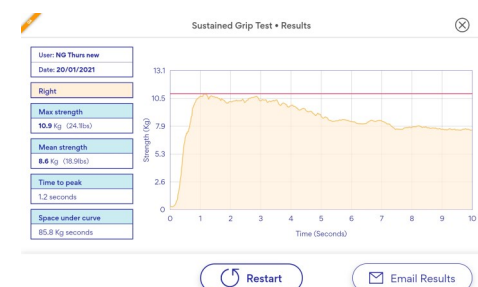 Sustained Grip Test • Results
User: NG Thurs new
Date: 20/01/2021
Right
Max strength
10.9 Kg (24.1lbs)
Mean strength
8.6 Kg (18.9lbs)
Time to peak
1.2 seconds
Space under curve
85.8 Kg seconds
Strength (Kg)
13.1
10.5
7.9
5.3
2.6
0
0 1 2 3 4 5 6 7 8 9 10
Time (Seconds)
Restart
Email Results